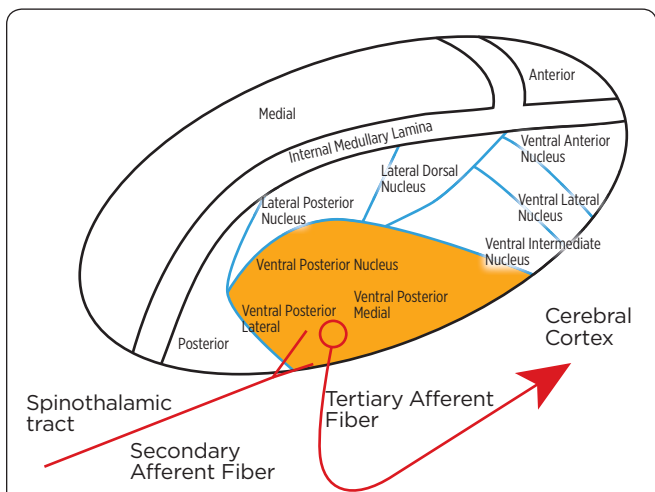 Anterior
Medial
Internal Medullary Lamina
Ventral Anterior
Nucleus
Lateral Dorsal
Nucleus
Lateral Posterior
Nucleus
Ventral Lateral
Nucleus
Ventral Intermediate
Nucleus
Ventral Posterior Nucleus
Ventral Posterior
Lateral
Ventral Posterior
Medial
Posterior
Cerebral
Cortex
Spinothalamic
tract
Tertiary Afferent
Fiber
Secondary
Afferent Fiber